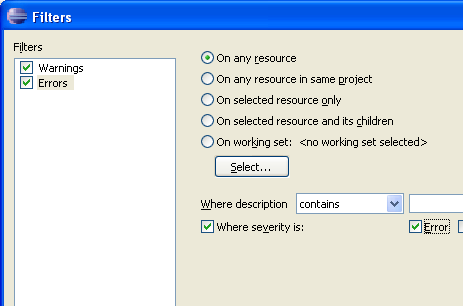 Filters
Filters
Warnings
Errors
On any resource
On any resource in same project
On selected resource only
On selected resource and its children
On working set: <no working set selected>
Select...
Where description contains
Where severity is: Error